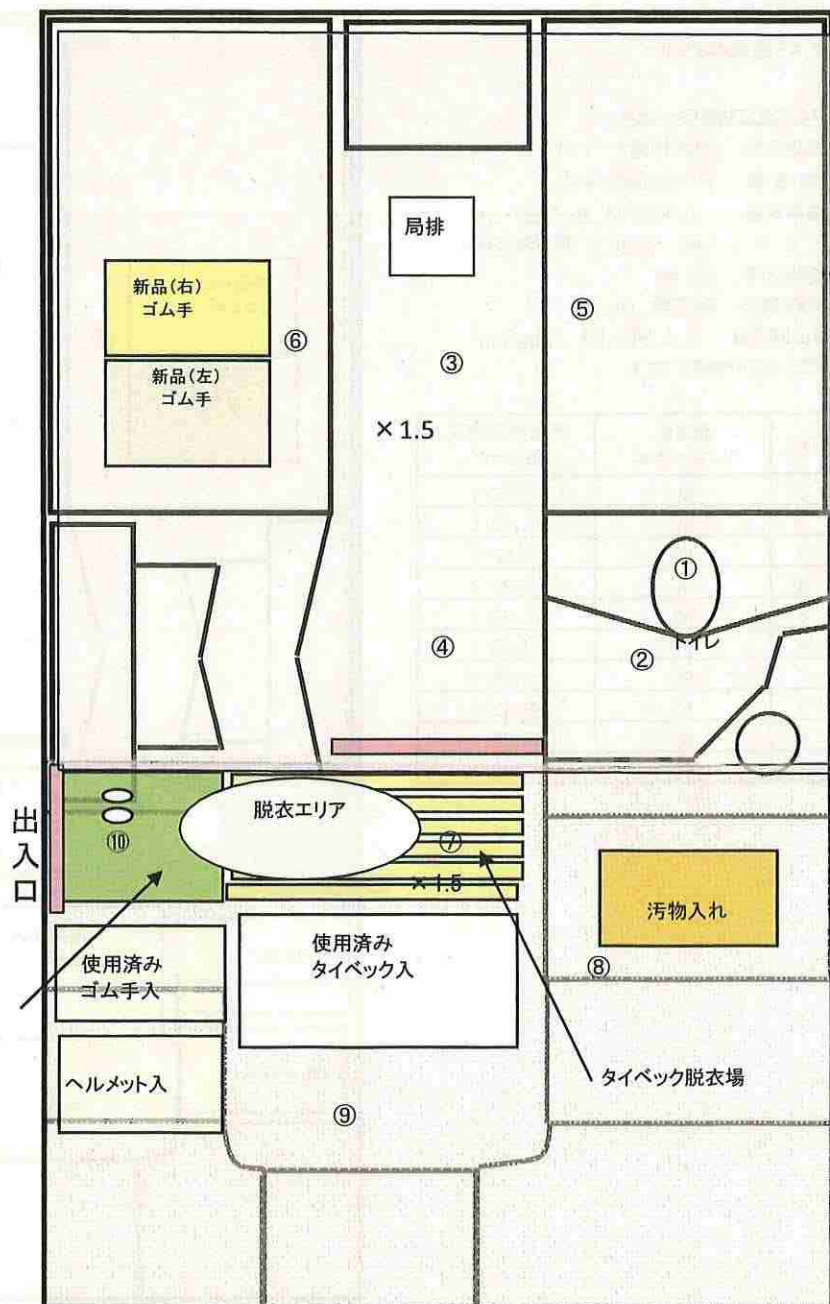 局排
新品(右)
ゴム手
⑥
新品(左)
ゴム手
③
⑤
×1.5
①
トイレ
②
④
出入口
⑩
脱衣エリア
⑦
×1.5
使用済み
ゴム手入
使用済み
タイベック入
汚物入れ
⑧
ヘルメット入
タイベック脱衣場
⑨